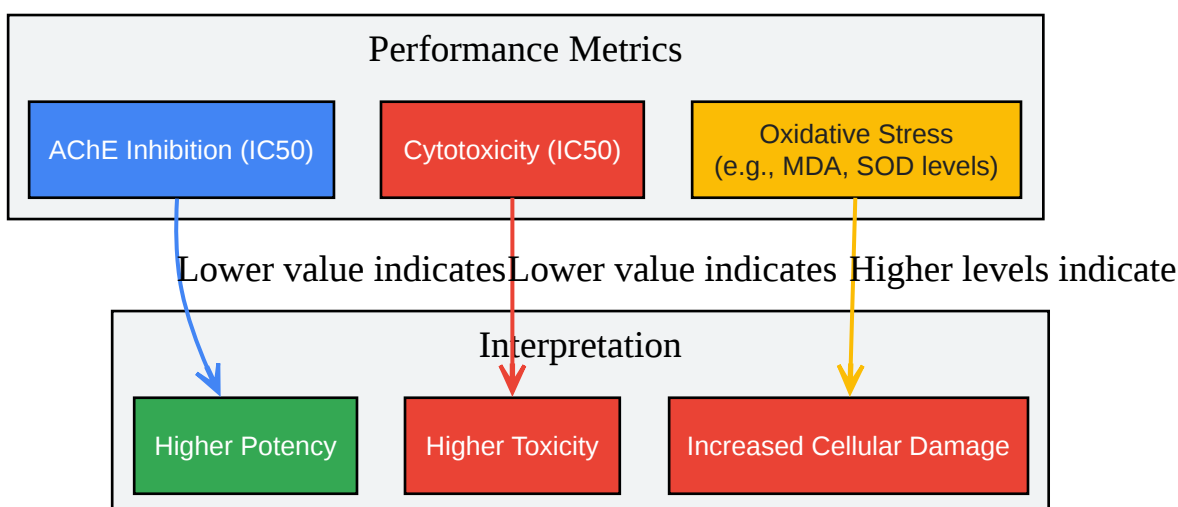 Performance Metrics
AChE Inhibition (IC50)
Cytotoxicity (IC50)
Oxidative Stress
(e.g., MDA, SOD levels)
Lower value indicates
Lower value indicates
Higher levels indicate
Interpretation
Higher Potency
Higher Toxicity
Increased Cellular Damage